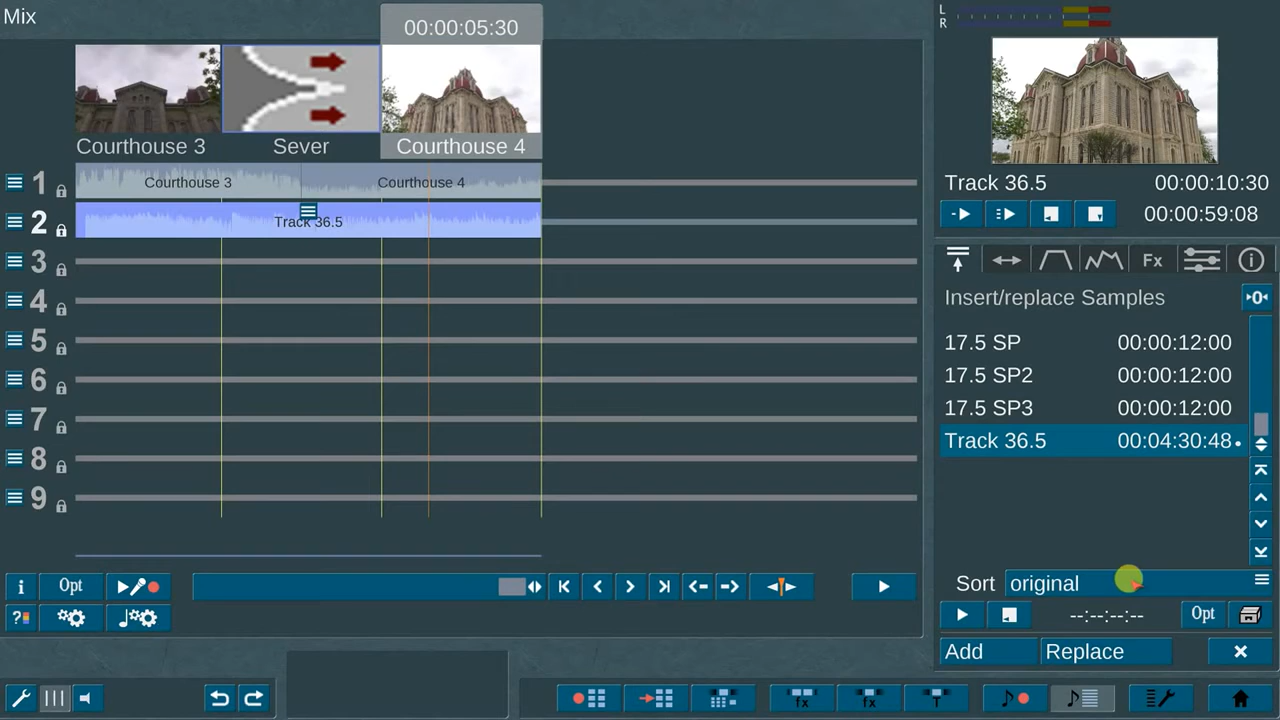 Mix
00:00:05:30
Courthouse 3
Sever
Courthouse 4
1
Courthouse 3
Courthouse 4
2
Track 36.5
3
4
5
6
7
8
9
i
Opt
?
L
R
Track 36.5
00:00:10:30
00:00:59:08
Fx
i
Insert/replace Samples
0
17.5 SP
00:00:12:00
17.5 SP2
00:00:12:00
17.5 SP3
00:00:12:00
Track 36.5
00:04:30:48
Sort
original
--:--:--:--
Opt
Add
Replace
fx
fx
T